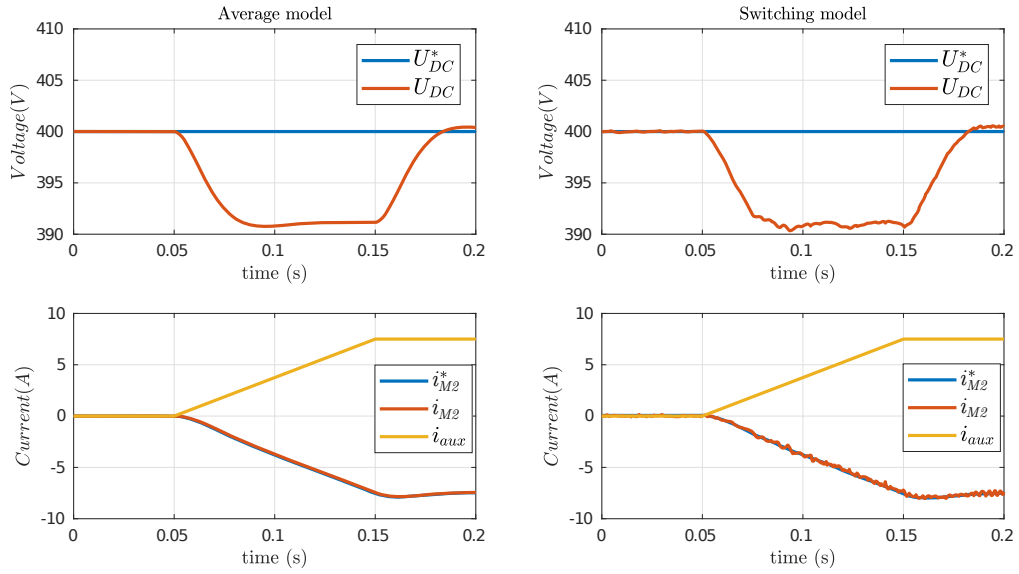 Average model
410
405
400
395
390
Voltage(V)
U*DC
UDC
0 0.05 0.1 0.15 0.2
time (s)
Switching model
410
405
400
395
390
Voltage(V)
U*DC
UDC
0 0.05 0.1 0.15 0.2
time (s)
10
5
0
-5
-10
Current(A)
i*M2
iM2
iaux
0 0.05 0.1 0.15 0.2
time (s)
10
5
0
-5
-10
Current(A)
i*M2
iM2
iaux
0 0.05 0.1 0.15 0.2
time (s)